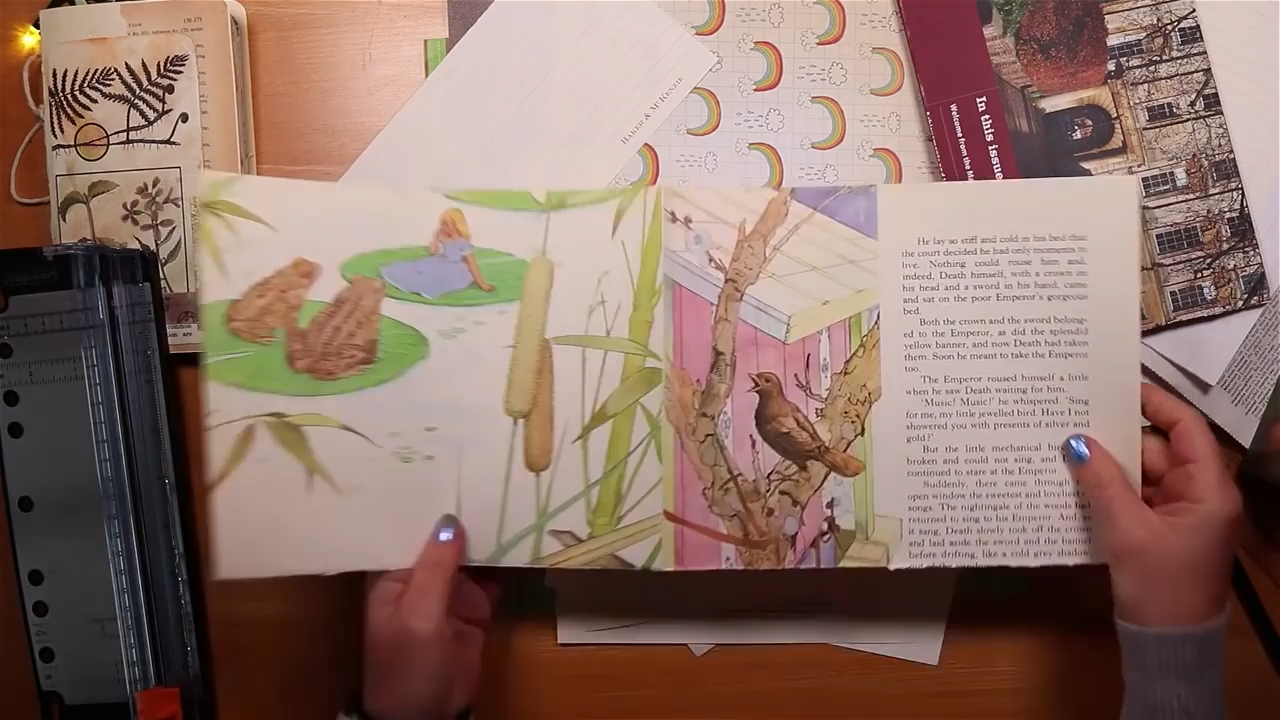 BAKER & McKENZIE
In this issue
Welcome from the
He lay so stiff and cold in his bed that
the court decided he had only moments to
live. Nothing could rouse him and,
indeed, Death himself, with a crown on
his head and a sword in his hand, came
and sat on the poor Emperor's gorgeous
bed.
Both the crown and the sword belong-
ed to the Emperor, as did the splendid
yellow banner, and now Death had taken
them. Soon he meant to take the Emperor
too.
The Emperor roused himself a little
when he saw Death waiting for him.
'Music! Music!' he whispered. 'Sing
for me, my little jewelled bird. Have I not
showered you with presents of silver and
gold?'
But the little mechanical
broken and could not sing, and
continued to stare at the Emperor.
Suddenly, there came through
open window the sweetest and loveliest
songs. The nightingale of the woods had
returned to sing to his Emperor. And, as
it sang, Death slowly took off the crown
and laid aside the sword and the banner
before drifting, like a cold grey shadow
common